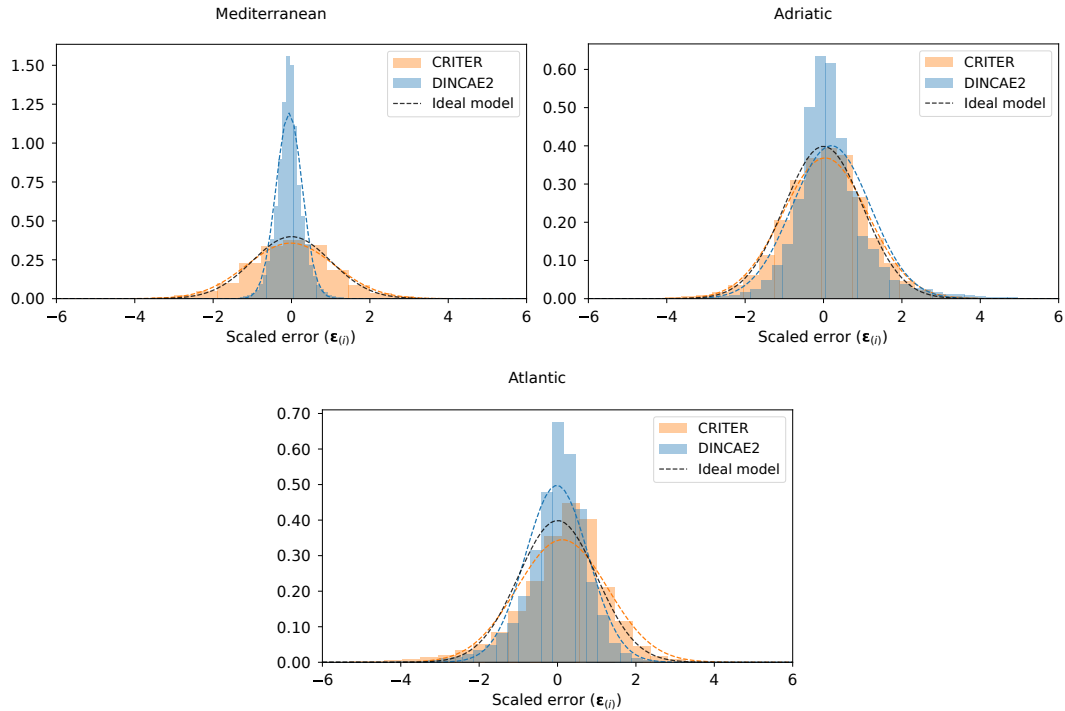 Mediterranean
1.50
1.25
1.00
0.75
0.50
0.25
0.00
−6 −4 −2 0 2 4 6
Scaled error (ε(i))
CRITER
DINCAE2
Ideal model
Adriatic
0.60
0.50
0.40
0.30
0.20
0.10
0.00
−6 −4 −2 0 2 4 6
Scaled error (ε(i))
CRITER
DINCAE2
Ideal model
Atlantic
0.70
0.60
0.50
0.40
0.30
0.20
0.10
0.00
−6 −4 −2 0 2 4 6
Scaled error (ε(i))
CRITER
DINCAE2
Ideal model